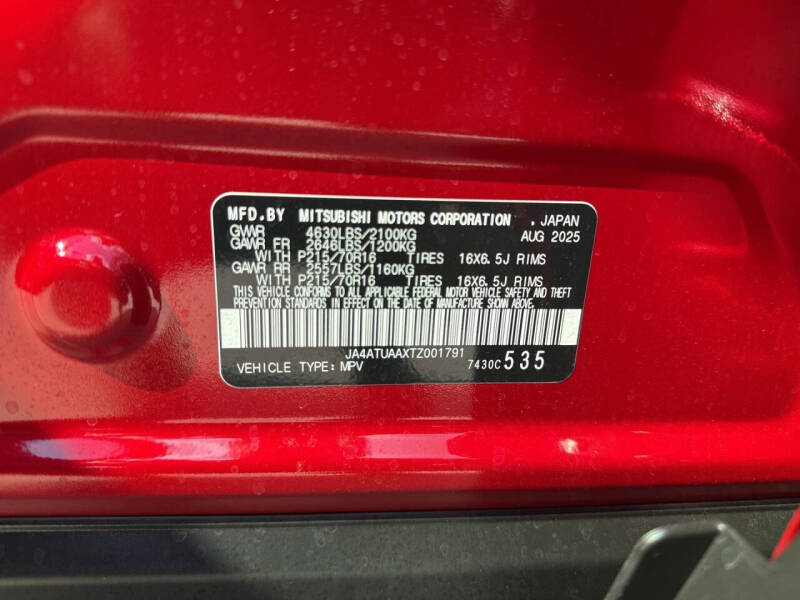 MFD.BY MITSUBISHI MOTORS CORPORATION . JAPAN
GVWR 4630LBS/2100KG AUG 2025
GAWR FR 2646LBS/1200KG
WITH P215/70R16 TIRES 16X6.5J RIMS
GAWR RR 2557LBS/1160KG
WITH P215/70R16 TIRES 16X6.5J RIMS
THIS VEHICLE CONFORMS TO ALL APPLICABLE FEDERAL MOTOR VEHICLE SAFETY AND THEFT
PREVENTION STANDARDS IN EFFECT ON THE DATE OF MANUFACTURE SHOWN ABOVE.
JA4ATUAAXTZ001791
VEHICLE TYPE: MPV 7430C 535